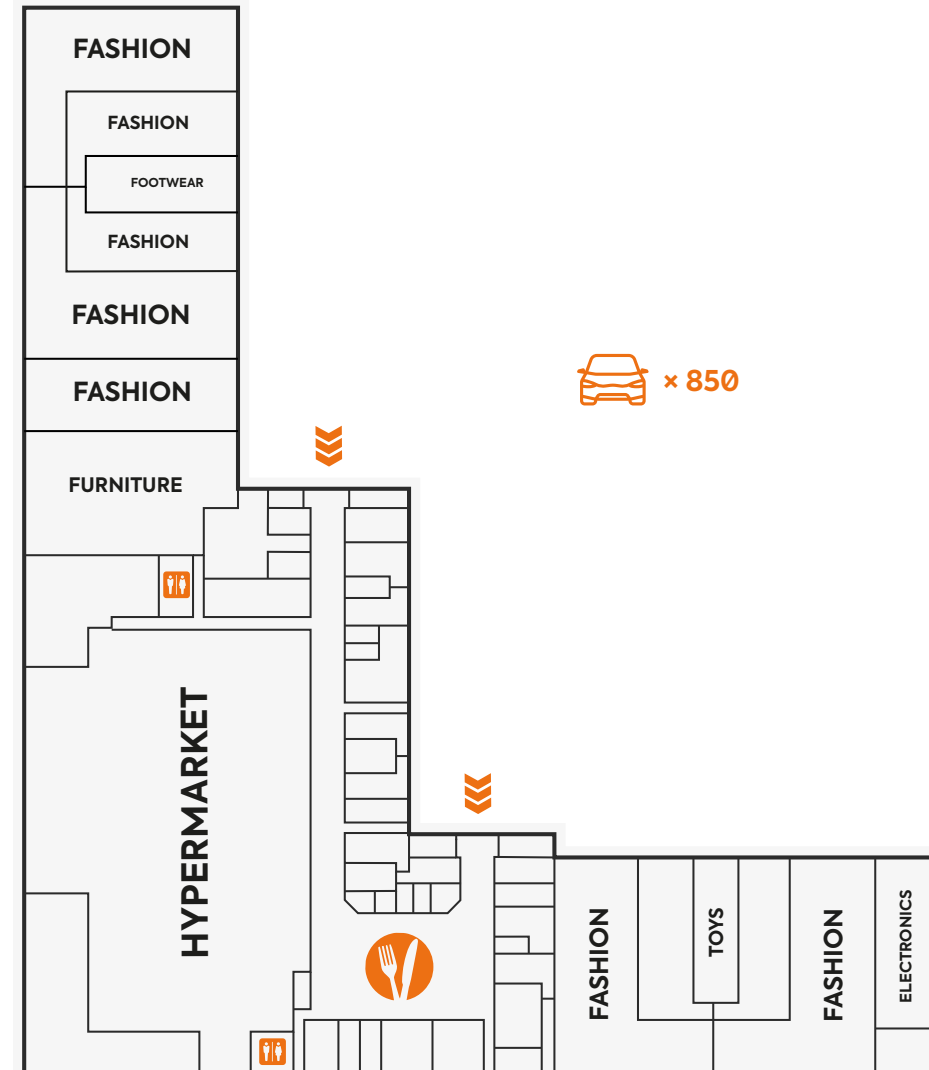 FASHION
FASHION
FOOTWEAR
FASHION
FASHION
FASHION
× 850
FURNITURE
HYPERMARKET
FASHION
TOYS
FASHION
ELECTRONICS